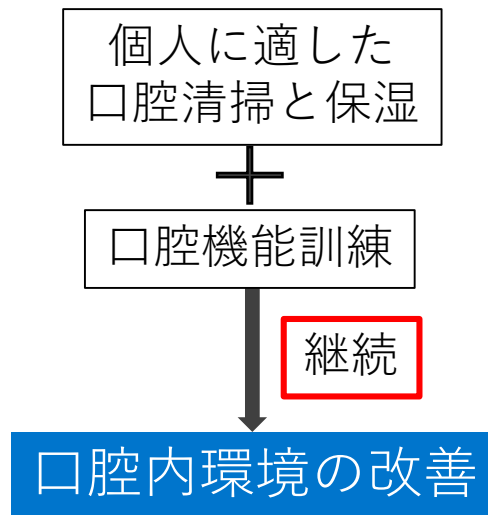 個人に適した
口腔清掃と保湿
+
口腔機能訓練
継続
口腔内環境の改善